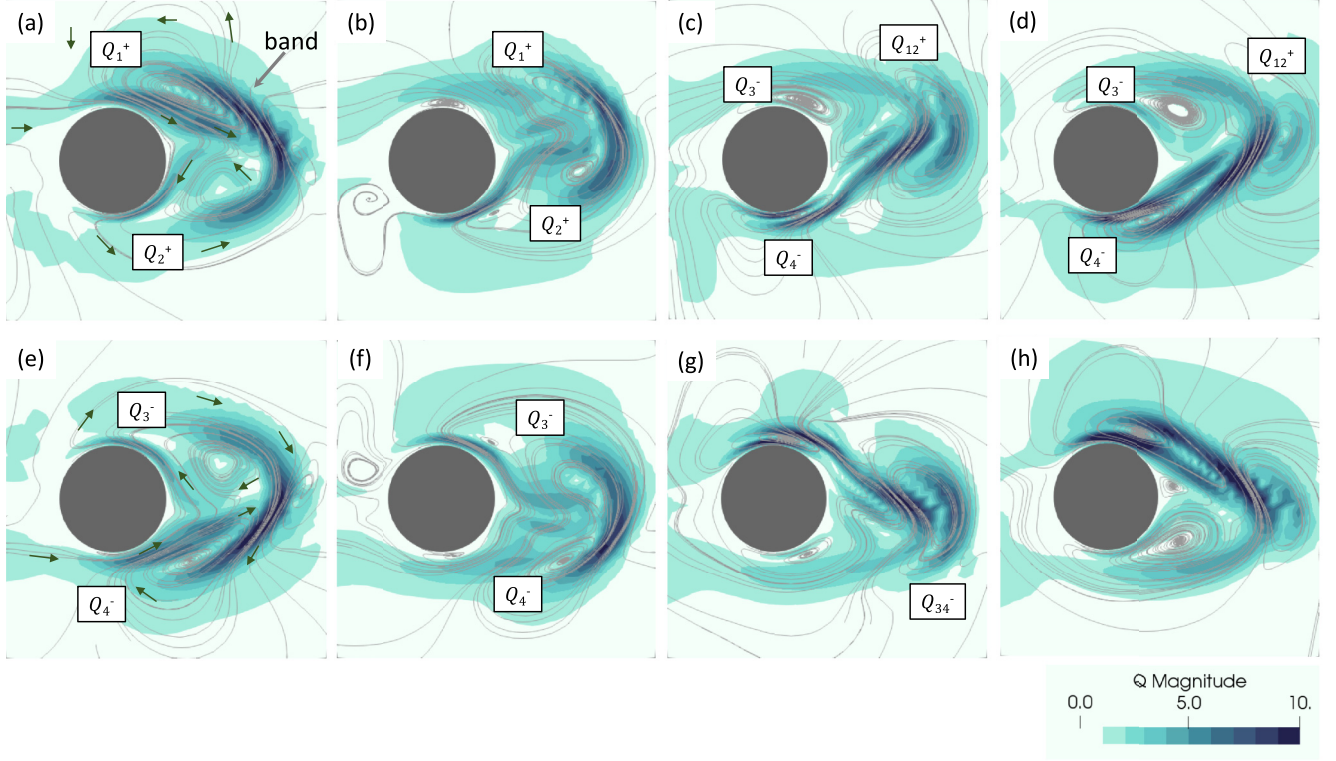 (a) (b) (c) (d)
Q₁⁺ band Q₁⁺ Q₁₂⁺ Q₁₂⁺
Q₃⁻ Q₃⁻
Q₂⁺ Q₂⁺ Q₄⁻ Q₄⁻
(e) (f) (g) (h)
Q₃⁻ Q₃⁻
Q₄⁻ Q₄⁻ Q₃₄⁻
Q Magnitude
0.0 5.0 10.